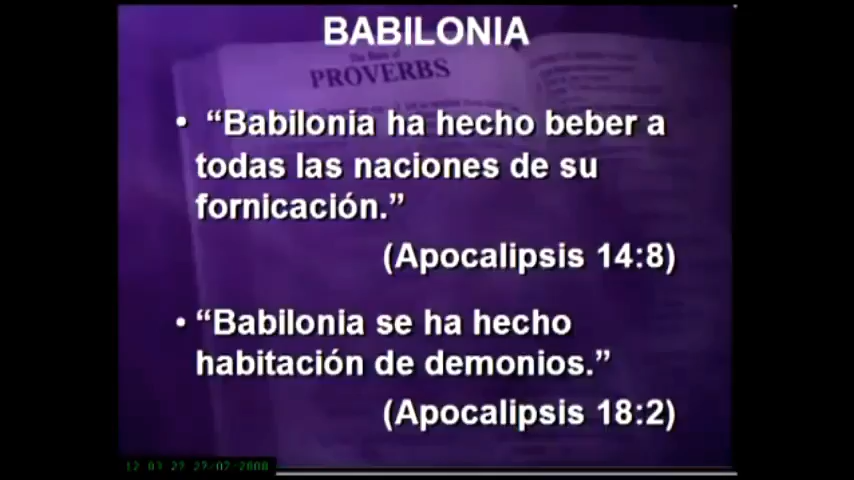 BABILONIA
PROVERBS
• “Babilonia ha hecho beber a
todas las naciones de su
fornicación.”
(Apocalipsis 14:8)
• “Babilonia se ha hecho
habitación de demonios.”
(Apocalipsis 18:2)